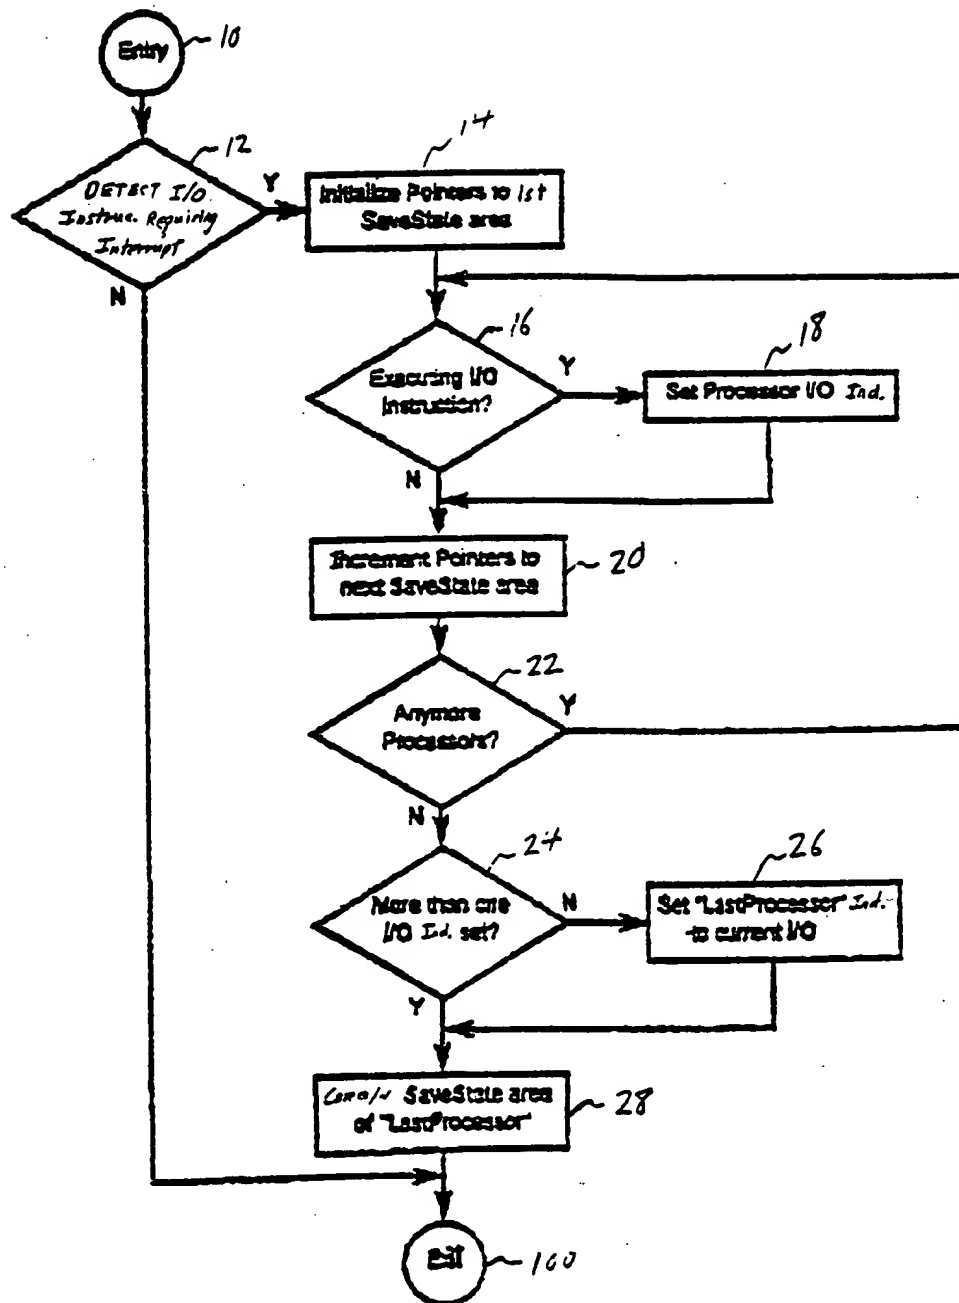 Entry
10
12
DETECT I/O
Instruc. Requiring
Interrupt
Y
N
14
Initialize Pointers to 1st
SaveState area
16
Executing I/O
Instruction?
Y
N
18
Set Processor I/O Ind.
Increment Pointers to
next SaveState area
20
22
Anymore
Processors?
Y
N
24
More than one
I/O Ind. set?
N
Y
26
Set "LastProcessor" Ind.
to current I/O
SaveState area
of "LastProcessor"
28
Exit
100